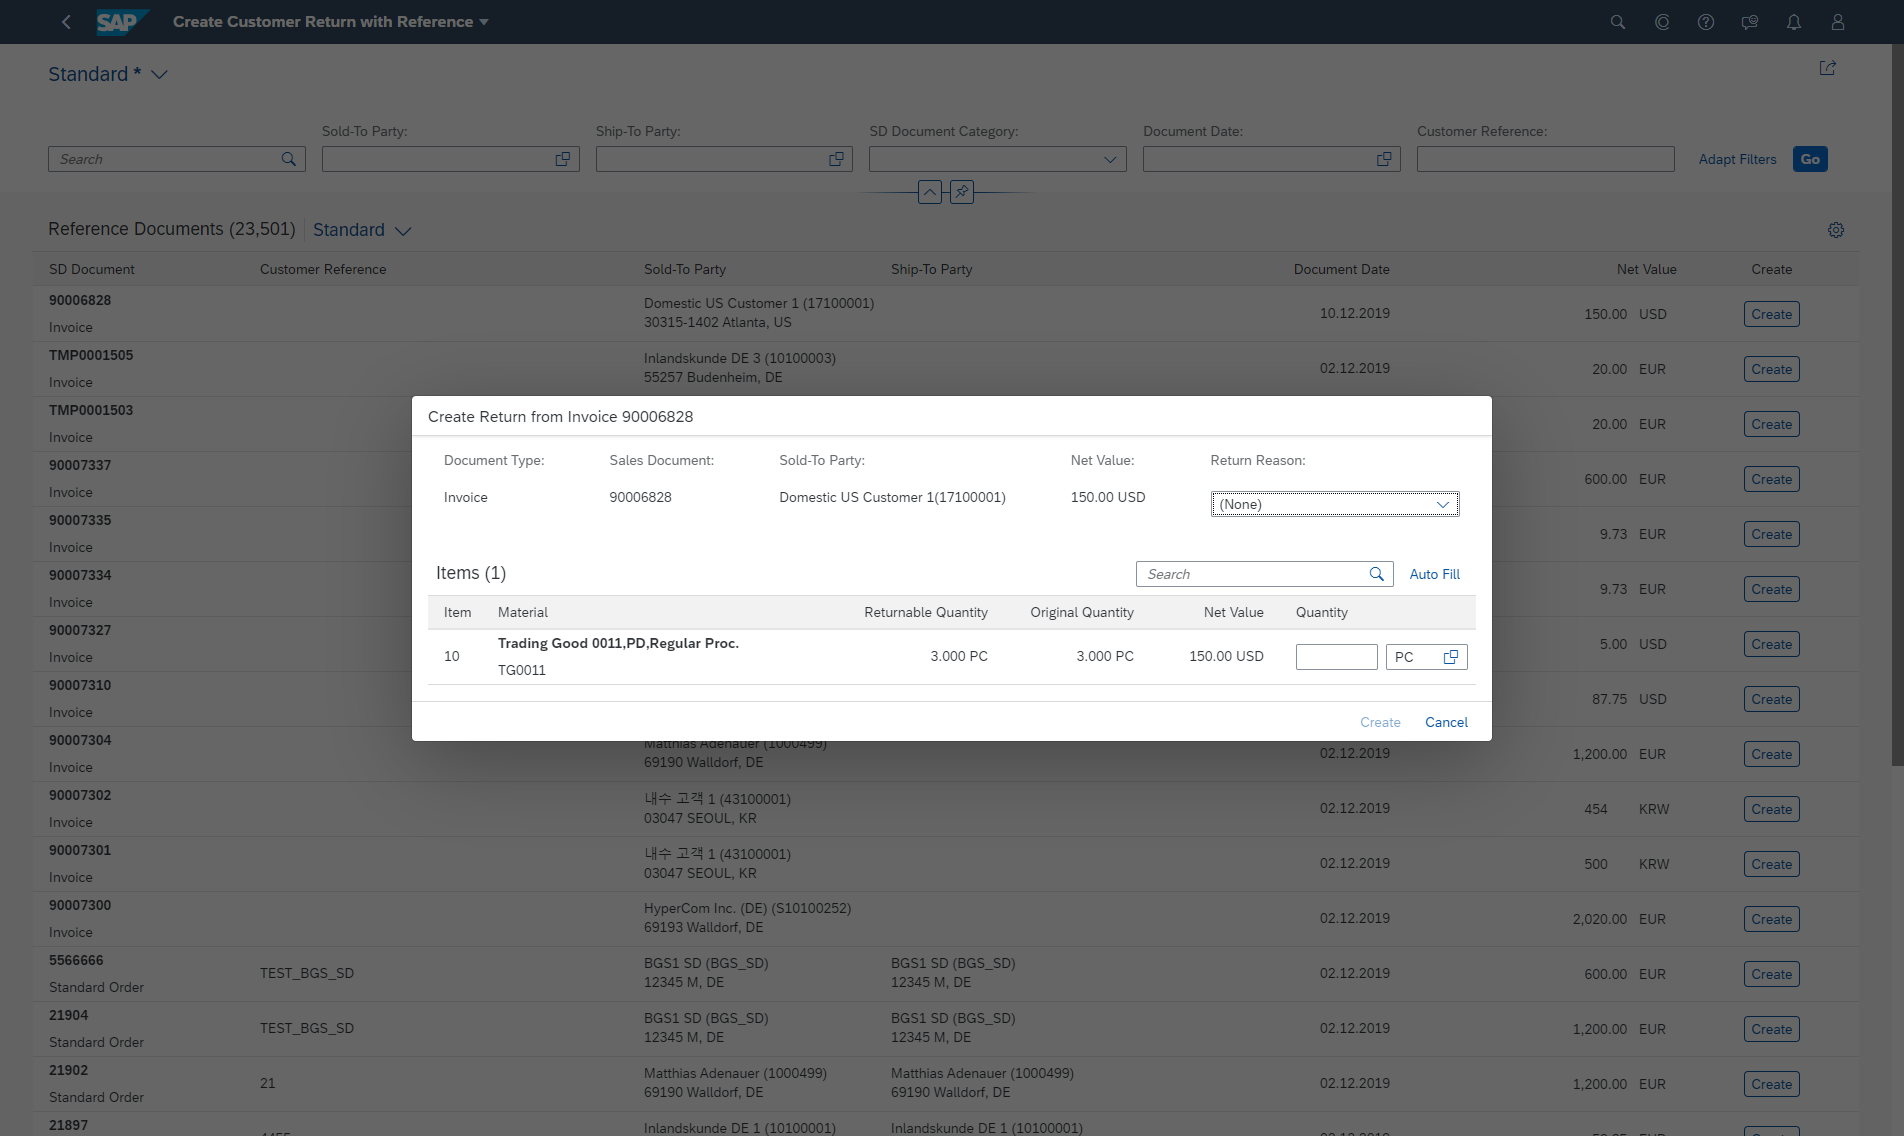 SAP Create Customer Return with Reference
Standard *
Sold-To Party: Ship-To Party: SD Document Category: Document Date: Customer Reference:
Search Adapt Filters Go
Reference Documents (23,501) Standard
SD Document Customer Reference Sold-To Party Ship-To Party Document Date Net Value Create
90006828
Invoice
Domestic US Customer 1 (17100001)
30315-1402 Atlanta, US
10.12.2019 150.00 USD Create
TMP0001505
Invoice
Inlandskunde DE 3 (10100003)
55257 Budenheim, DE
02.12.2019 20.00 EUR Create
TMP0001503
Invoice
20.00 EUR Create
90007337
Invoice
600.00 EUR Create
90007335
Invoice
9.73 EUR Create
90007334
Invoice
9.73 EUR Create
90007327
Invoice
5.00 USD Create
90007310
Invoice
87.75 USD Create
Create Return from Invoice 90006828
Document Type: Sales Document: Sold-To Party: Net Value: Return Reason:
Invoice 90006828 Domestic US Customer 1(17100001) 150.00 USD (None)
Items (1) Search Auto Fill
Item Material Returnable Quantity Original Quantity Net Value Quantity
Trading Good 0011,PD,Regular Proc.
10 3.000 PC 3.000 PC 150.00 USD PC
TG0011
Create Cancel
90007304
Invoice
Matthias Adenauer (1000499)
69190 Walldorf, DE
02.12.2019 1,200.00 EUR Create
90007302
Invoice
내수 고객 1 (43100001)
03047 SEOUL, KR
02.12.2019 454 KRW Create
90007301
Invoice
내수 고객 1 (43100001)
03047 SEOUL, KR
02.12.2019 500 KRW Create
90007300
Invoice
HyperCom Inc. (DE) (S10100252)
69193 Walldorf, DE
02.12.2019 2,020.00 EUR Create
5566666
Standard Order
TEST_BGS_SD
BGS1 SD (BGS_SD)
12345 M, DE
BGS1 SD (BGS_SD)
12345 M, DE
02.12.2019 600.00 EUR Create
21904
Standard Order
TEST_BGS_SD
BGS1 SD (BGS_SD)
12345 M, DE
BGS1 SD (BGS_SD)
12345 M, DE
02.12.2019 1,200.00 EUR Create
21902
Standard Order
21
Matthias Adenauer (1000499)
69190 Walldorf, DE
Matthias Adenauer (1000499)
69190 Walldorf, DE
02.12.2019 1,200.00 EUR Create
21897
Inlandskunde DE 1 (10100001) Inlandskunde DE 1 (10100001)